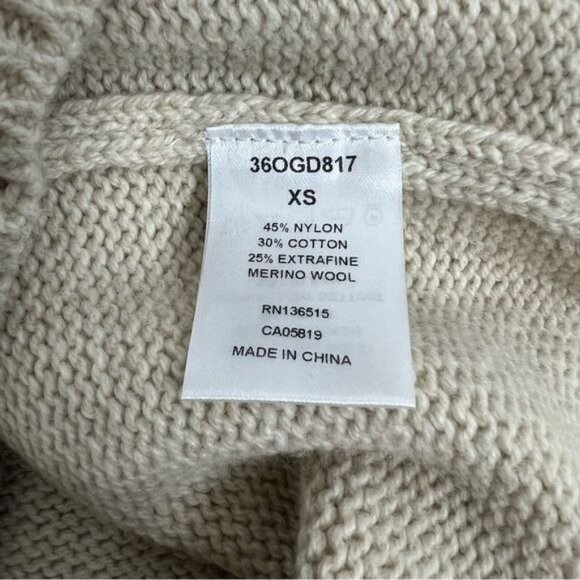 36OGD817
XS
45% NYLON
30% COTTON
25% EXTRAFINE
MERINO WOOL
RN136515
CA05819
MADE IN CHINA